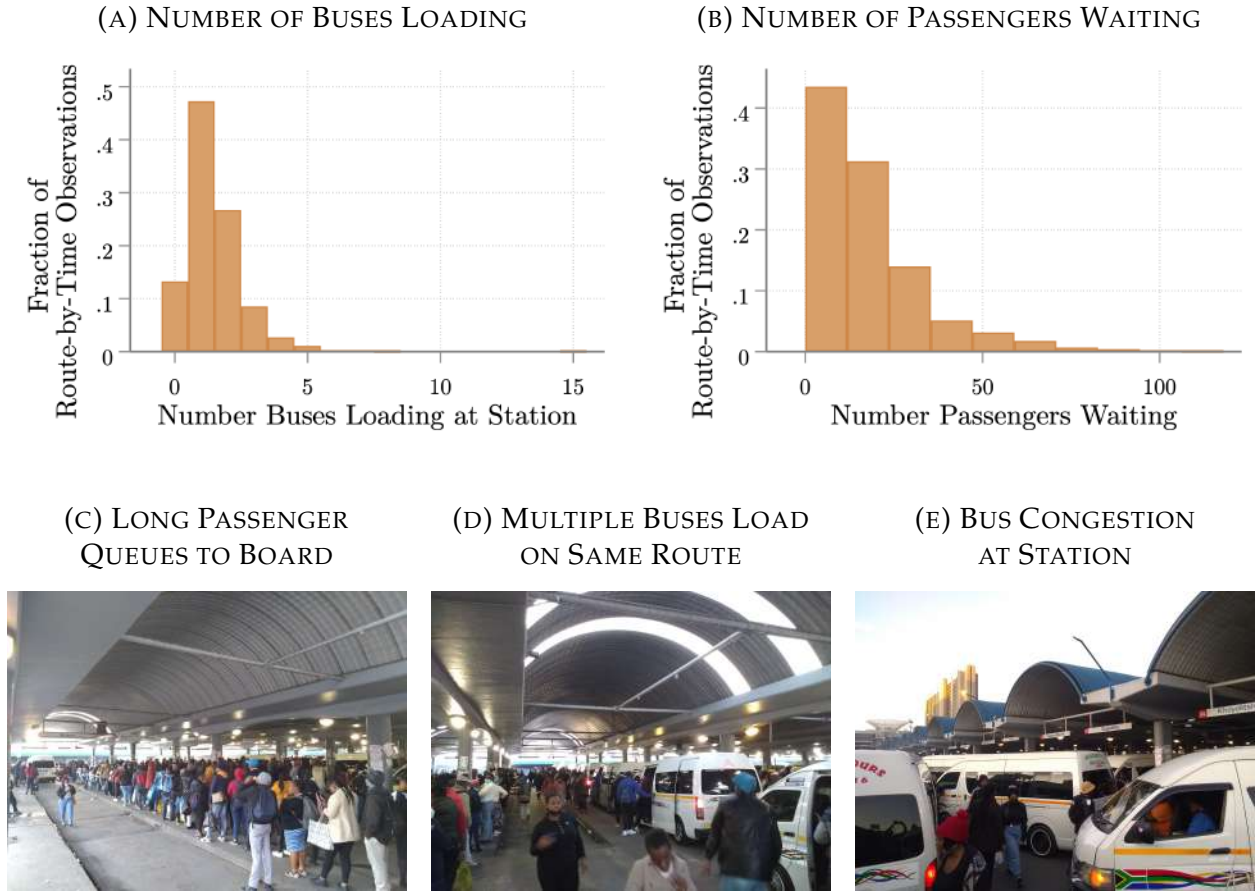 (A) NUMBER OF BUSES LOADING
Fraction of
Route-by-Time Observations
.5
.4
.3
.2
.1
0
0 5 10 15
Number Buses Loading at Station
(B) NUMBER OF PASSENGERS WAITING
Fraction of
Route-by-Time Observations
.4
.3
.2
.1
0
0 50 100
Number Passengers Waiting
(C) LONG PASSENGER
QUEUES TO BOARD
(D) MULTIPLE BUSES LOAD
ON SAME ROUTE
(E) BUS CONGESTION
AT STATION